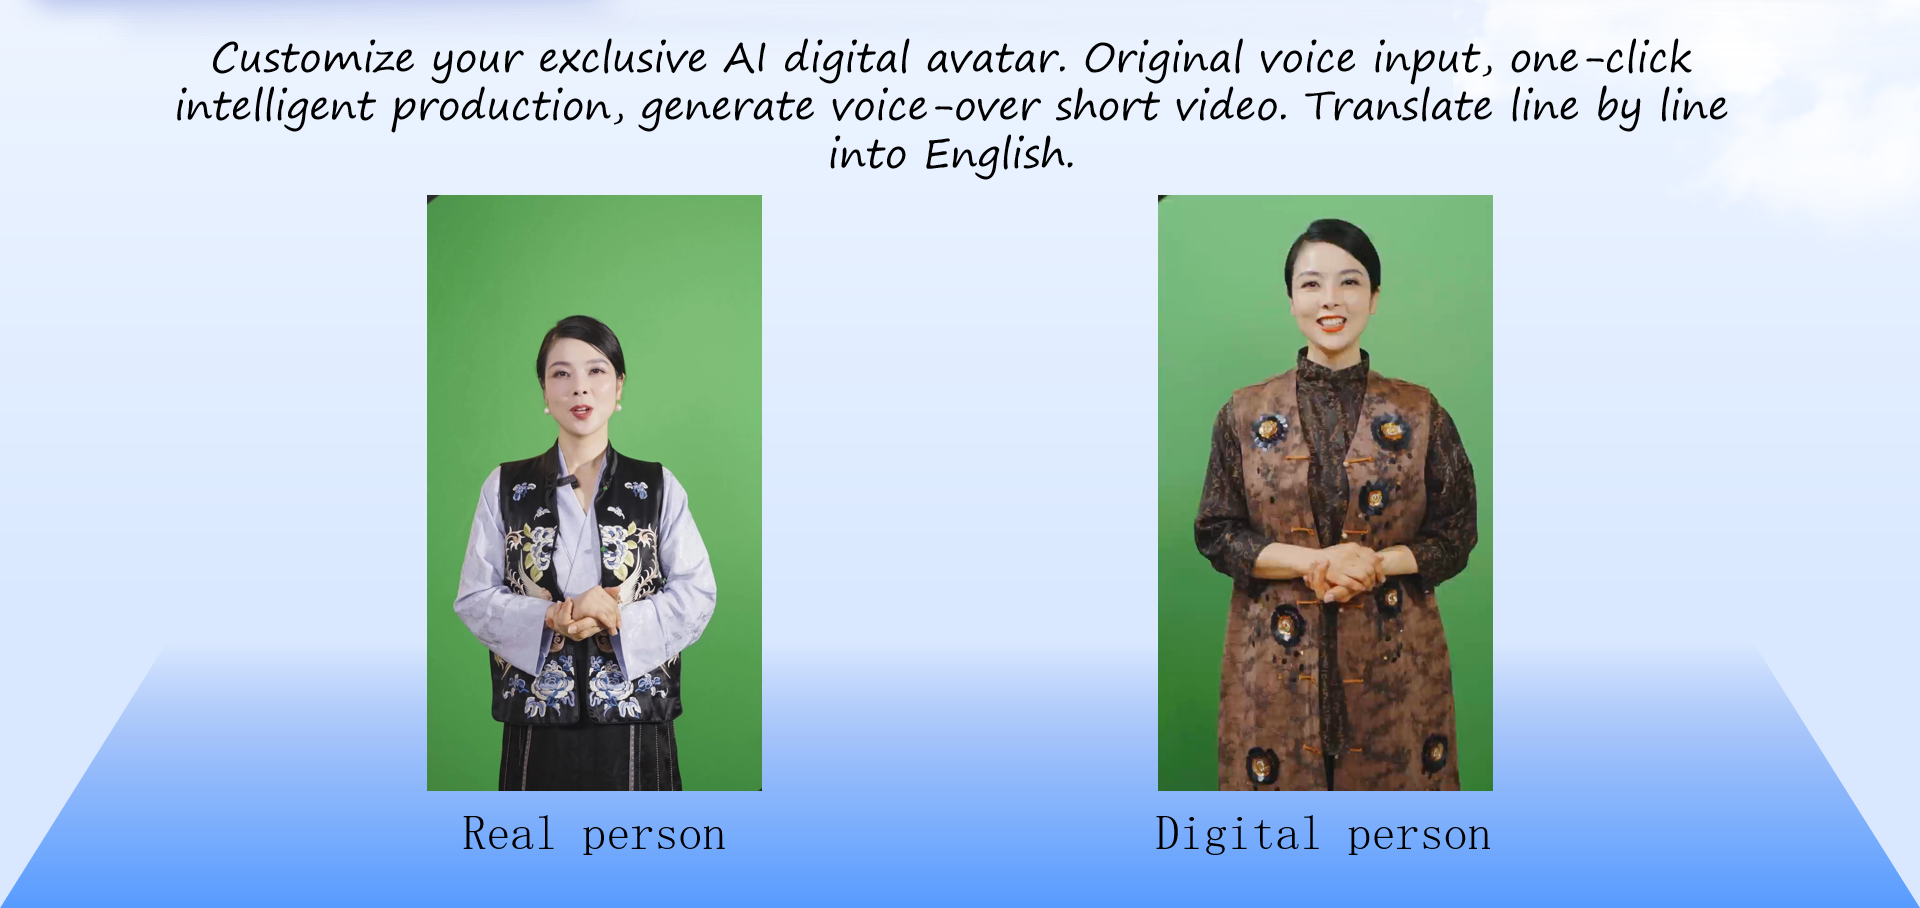 Customize your exclusive AI digital avatar. Original voice input, one-click
intelligent production, generate voice-over short video. Translate line by line
into English.
Real person
Digital person